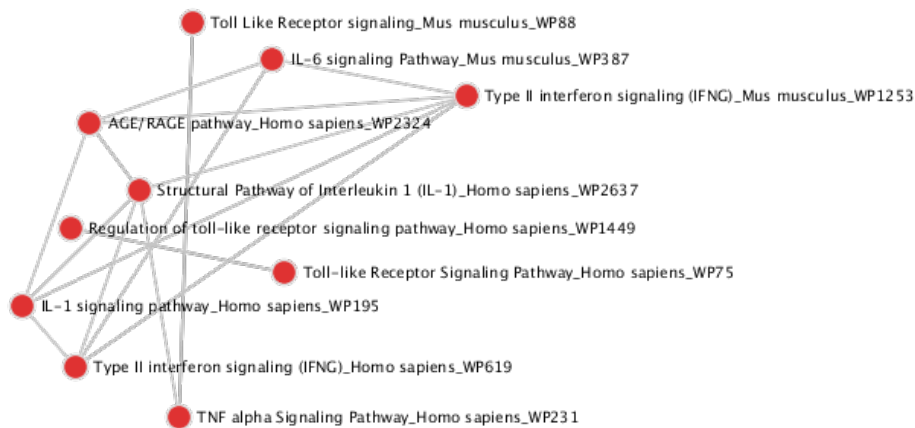 Toll Like Receptor signaling_Mus musculus_WP88
IL-6 signaling Pathway_Mus musculus_WP387
Type II interferon signaling (IFNG)_Mus musculus_WP1253
AGE/RAGE pathway_Homo sapiens_WP2324
Structural Pathway of Interleukin 1 (IL-1)_Homo sapiens_WP2637
Regulation of toll-like receptor signaling pathway_Homo sapiens_WP1449
Toll-like Receptor Signaling Pathway_Homo sapiens_WP75
IL-1 signaling pathway_Homo sapiens_WP195
Type II interferon signaling (IFNG)_Homo sapiens_WP619
TNF alpha Signaling Pathway_Homo sapiens_WP231